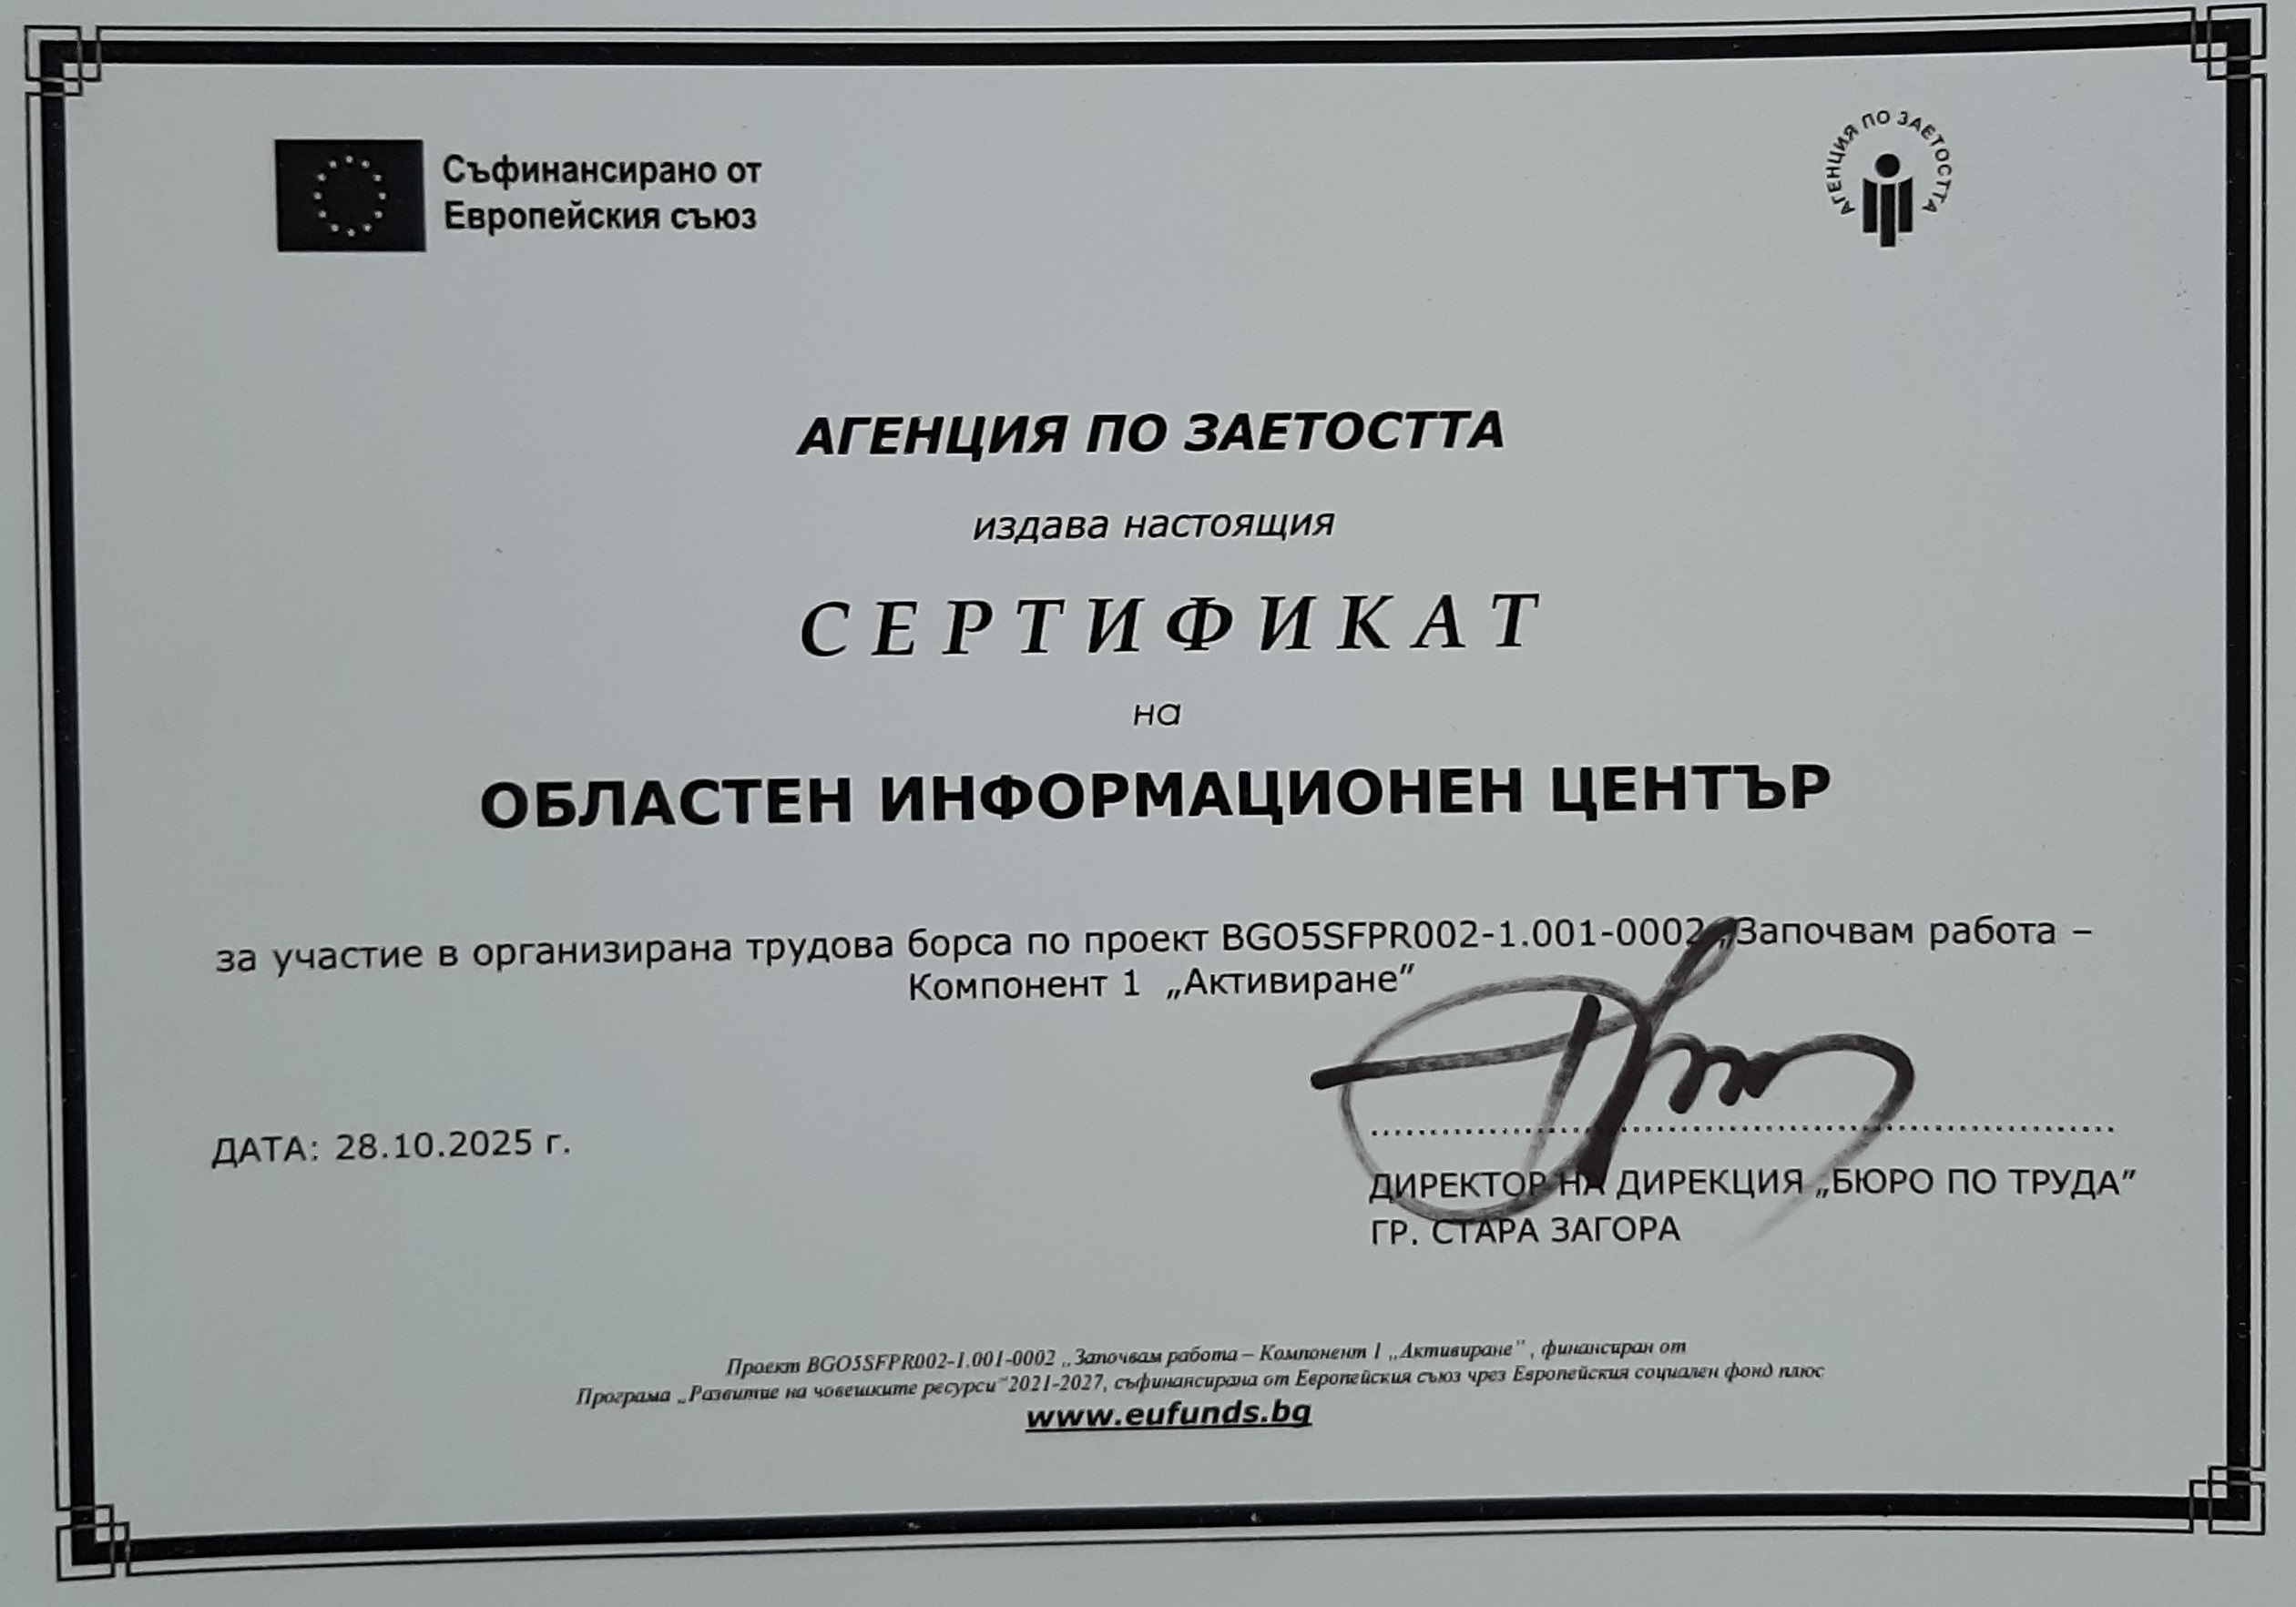 Съфинансирано от
Европейския съюз
АГЕНЦИЯ ПО ЗАЕТОСТТА
АГЕНЦИЯ ПО ЗАЕТОСТТА
издава настоящия
СЕРТИФИКАТ
на
ОБЛАСТЕН ИНФОРМАЦИОНЕН ЦЕНТЪР
за участие в организирана трудова борса по проект BGO5SFPR002-1.001-0002 „Започвам работа –
Компонент 1 „Активиране”
ДАТА: 28.10.2025 г.
ДИРЕКТОР НА ДИРЕКЦИЯ „БЮРО ПО ТРУДА”
ГР. СТАРА ЗАГОРА
Проект BGO5SFPR002-1.001-0002 „Започвам работа – Компонент 1 „Активиране” , финансиран от
Програма „Развитие на човешките ресурси” 2021-2027, съфинансирана от Европейския съюз чрез Европейския социален фонд плюс
www.eufunds.bg